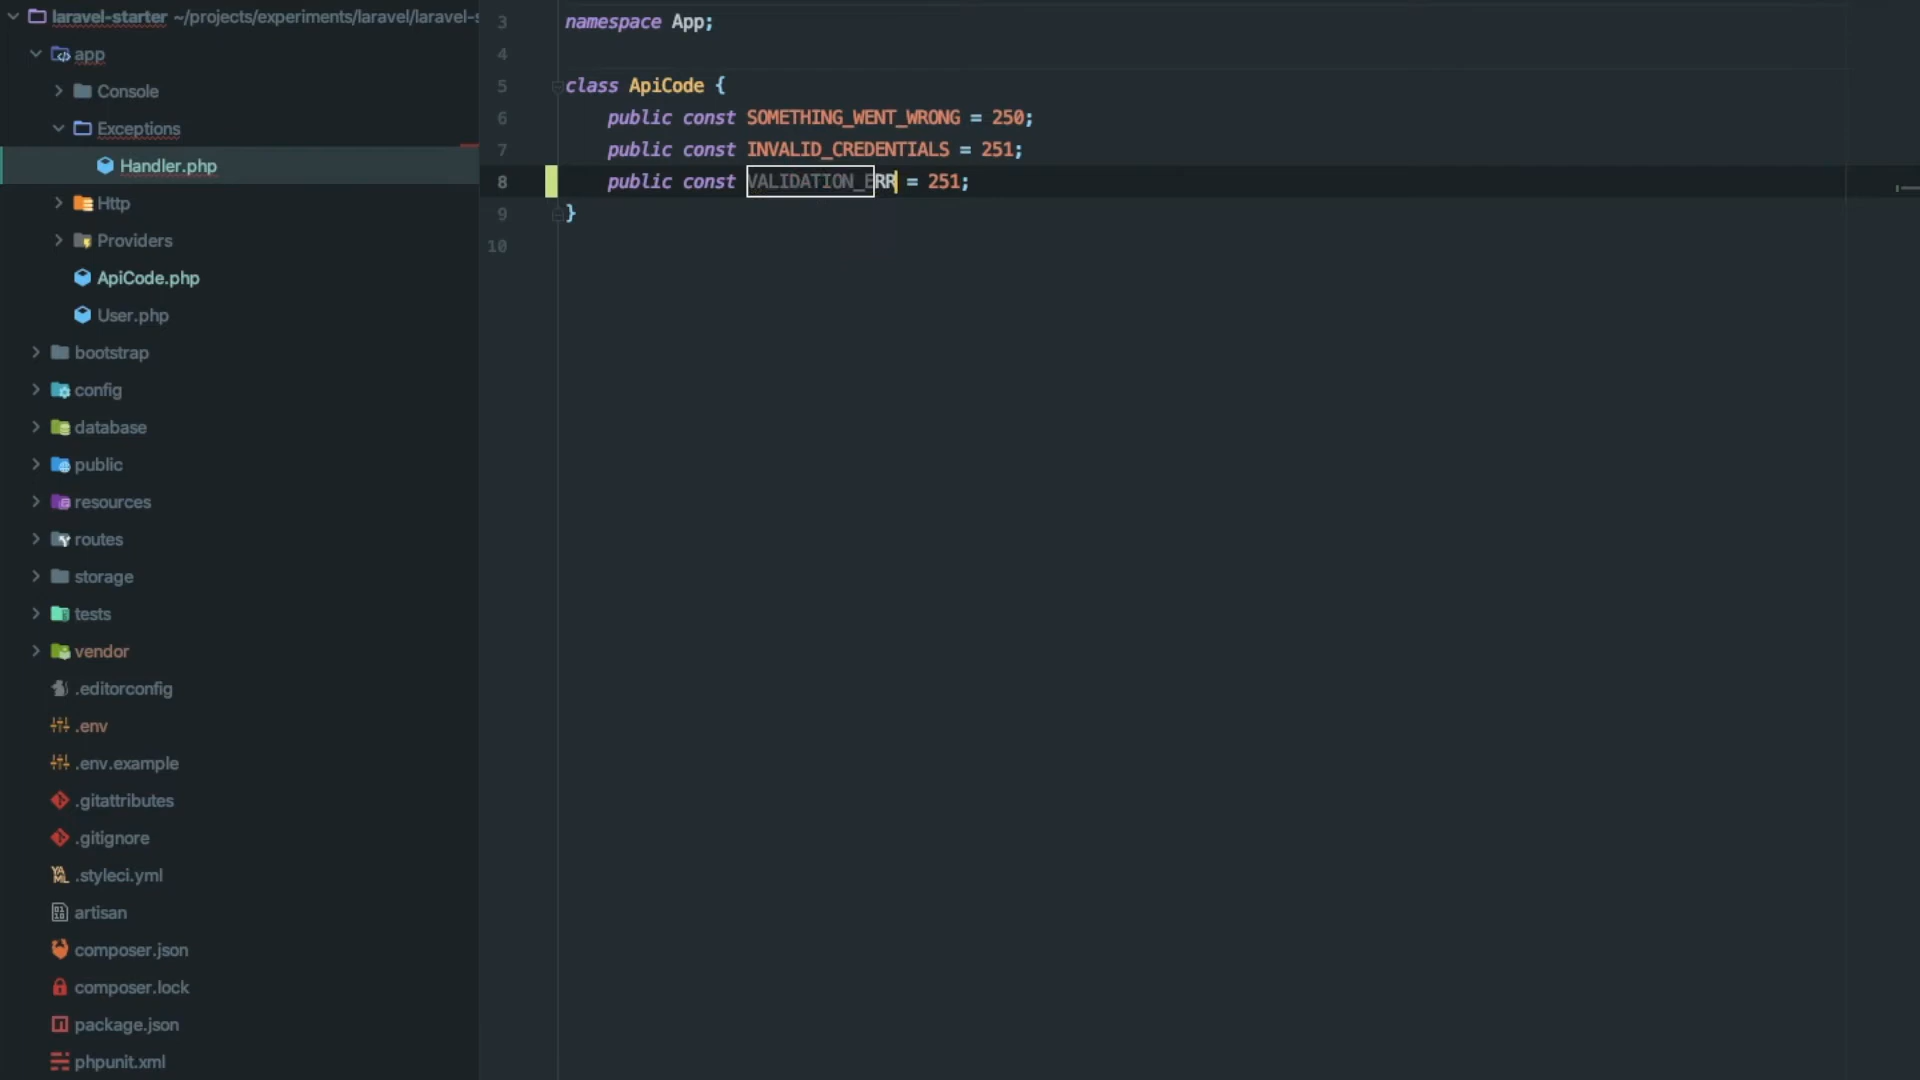 laravel-starter ~/projects/experiments/laravel/laravel-s
app
Console
Exceptions
Handler.php
Http
Providers
ApiCode.php
User.php
bootstrap
config
database
public
resources
routes
storage
tests
vendor
.editorconfig
.env
.env.example
.gitattributes
.gitignore
.styleci.yml
artisan
composer.json
composer.lock
package.json
phpunit.xml
3 namespace App;
4
5 class ApiCode {
6 public const SOMETHING_WENT_WRONG = 250;
7 public const INVALID_CREDENTIALS = 251;
8 public const VALIDATION_ERR = 251;
9 }
10